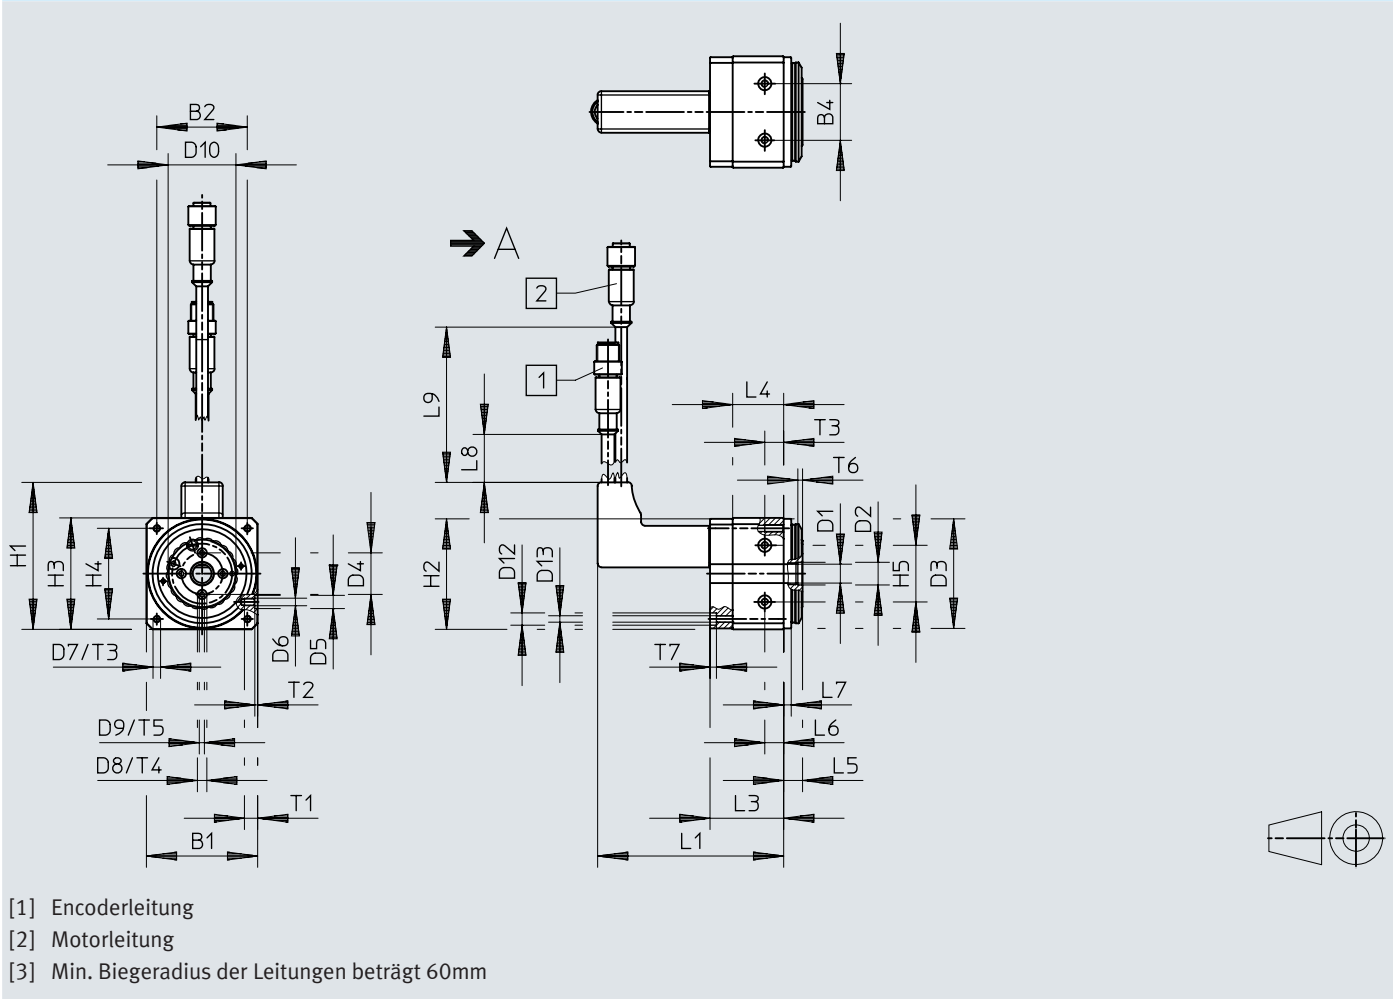 B4
B2
D10
A
2
1
L9
L8
L4
T3
T6
D1
D2
H1
H3
H4
D4
H2
D12
D13
H5
D3
D6
D5
D7/T3
T7
T2
L7
D9/T5
L6
D8/T4
L5
T1
L3
B1
L1
[1] Encoderleitung
[2] Motorleitung
[3] Min. Biegeradius der Leitungen beträgt 60mm